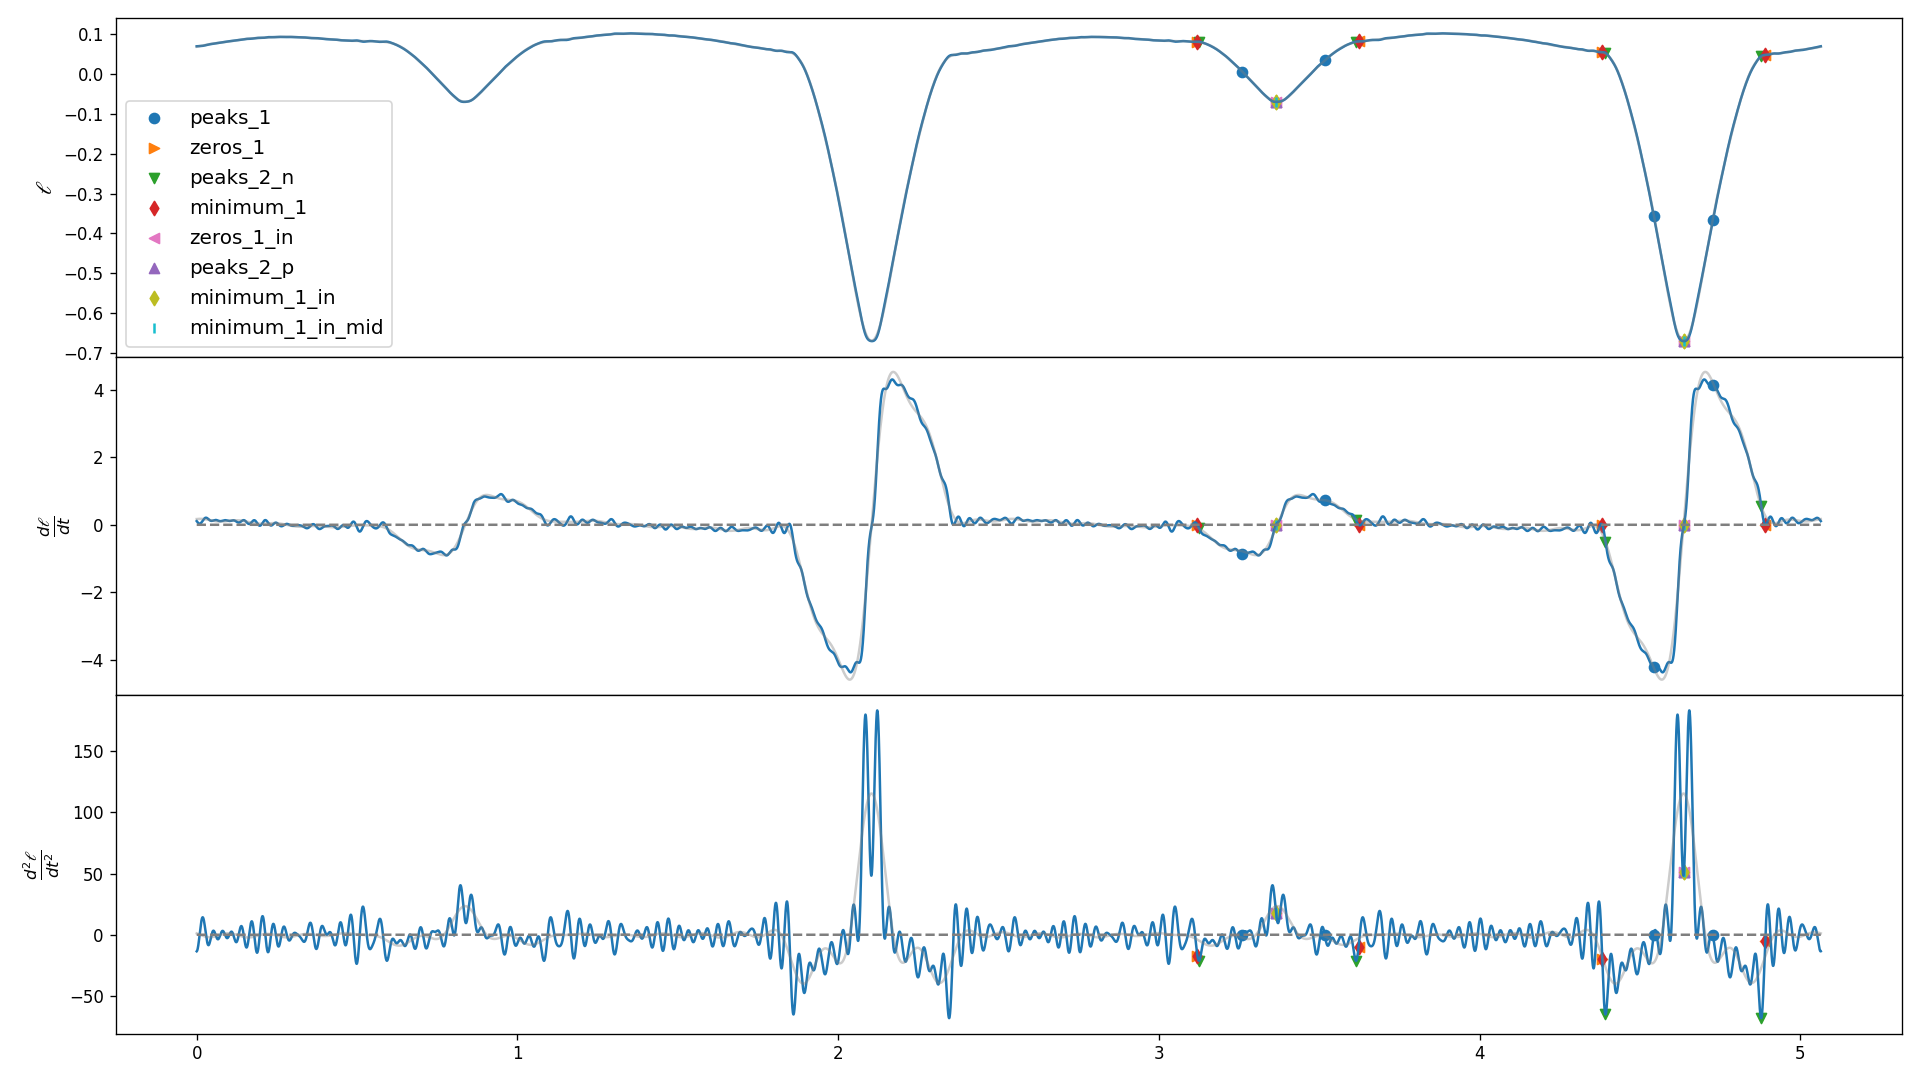 0.1
0.0
−0.1
−0.2
−0.3
−0.4
−0.5
−0.6
−0.7
ℓ
peaks_1
zeros_1
peaks_2_n
minimum_1
zeros_1_in
peaks_2_p
minimum_1_in
minimum_1_in_mid
4
2
0
−2
−4
dℓ
dt
150
100
50
0
−50
d²ℓ
dt²
0 1 2 3 4 5